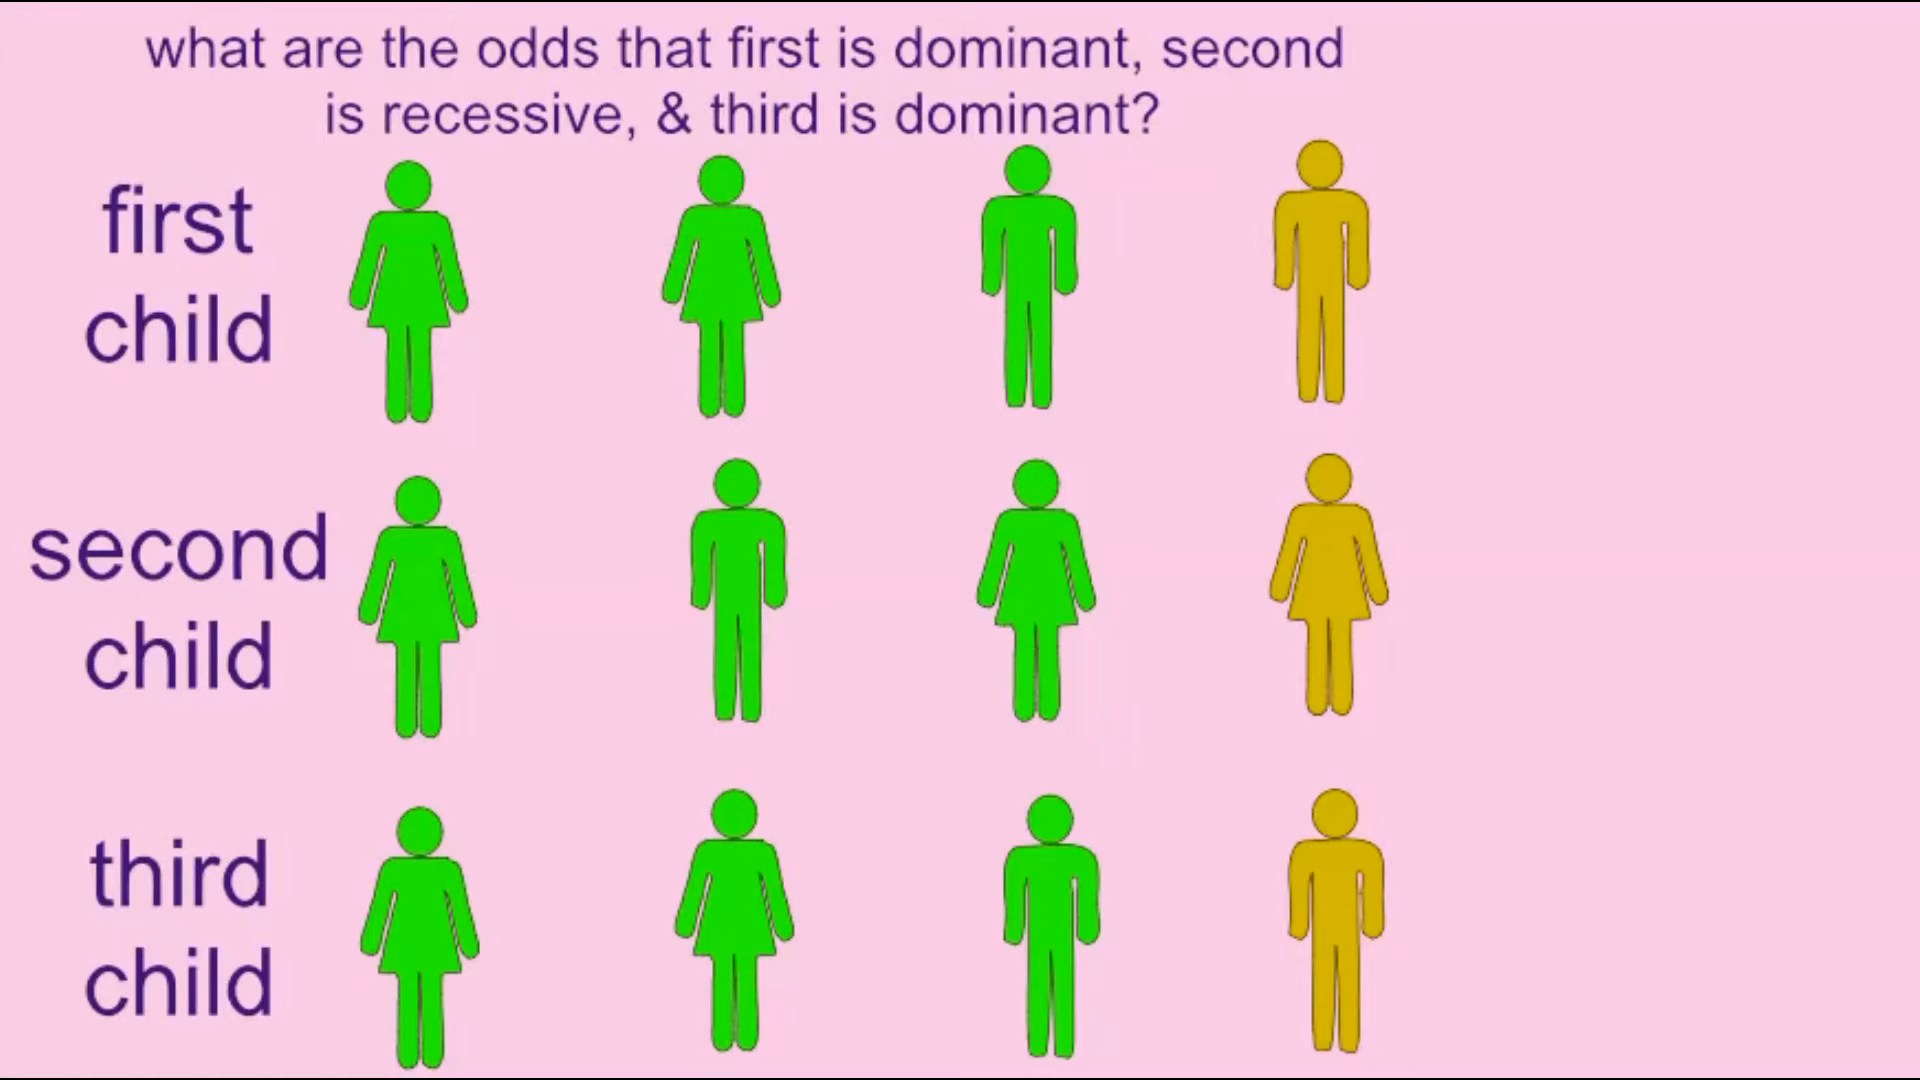 what are the odds that first is dominant, second
is recessive, & third is dominant?
first
child
second
child
third
child